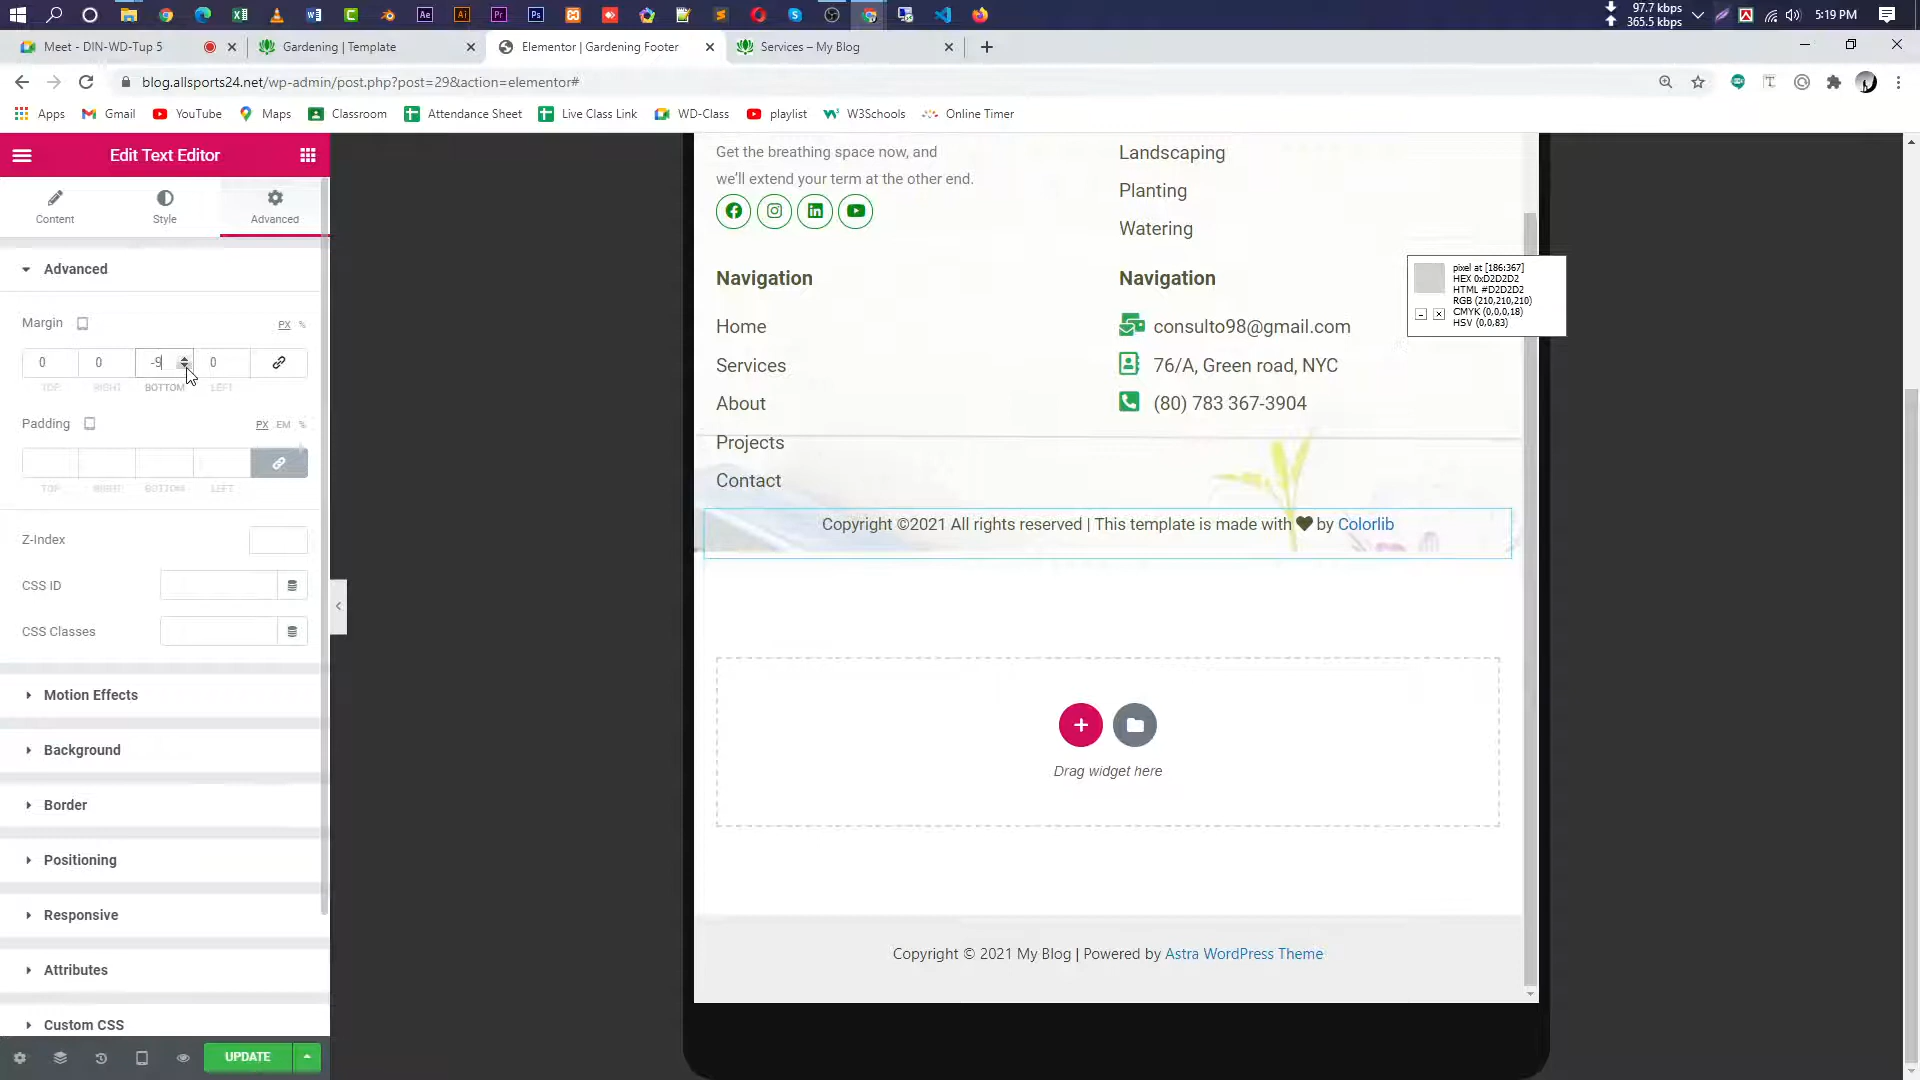 97.7 kbps
365.5 kbps
5:19 PM
Meet - DIN-WD-Tup 5
Gardening | Template
Elementor | Gardening Footer
Services – My Blog
blog.allsports24.net/wp-admin/post.php?post=29&action=elementor#
Apps
Gmail
YouTube
Maps
Classroom
Attendance Sheet
Live Class Link
WD-Class
playlist
W3Schools
Online Timer
Edit Text Editor
Content
Style
Advanced
Advanced
Margin
PX %
0 0 -9 0
TOP RIGHT BOTTOM LEFT
Padding
PX EM %
TOP RIGHT BOTTOM LEFT
Z-Index
CSS ID
CSS Classes
Motion Effects
Background
Border
Positioning
Responsive
Attributes
Custom CSS
UPDATE
Get the breathing space now, and
we’ll extend your term at the other end.
Landscaping
Planting
Watering
Navigation
Home
Services
About
Projects
Contact
Navigation
consulto98@gmail.com
76/A, Green road, NYC
(80) 783 367-3904
Copyright ©2021 All rights reserved | This template is made with by Colorlib
Drag widget here
Copyright © 2021 My Blog | Powered by Astra WordPress Theme
pixel at [186:367]
HEX 0xD2D2D2
HTML #D2D2D2
RGB (210,210,210)
CMYK (0,0,0,18)
HSV (0,0,83)